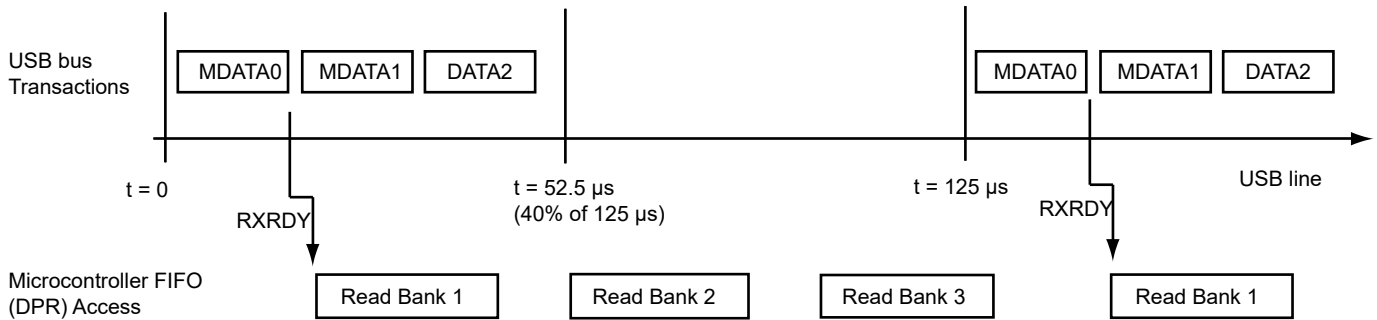 USB bus
Transactions
MDATA0 MDATA1 DATA2 MDATA0 MDATA1 DATA2
t = 0
t = 52.5 µs
(40% of 125 µs)
t = 125 µs
USB line
RXRDY
RXRDY
Microcontroller FIFO
(DPR) Access
Read Bank 1 Read Bank 2 Read Bank 3 Read Bank 1